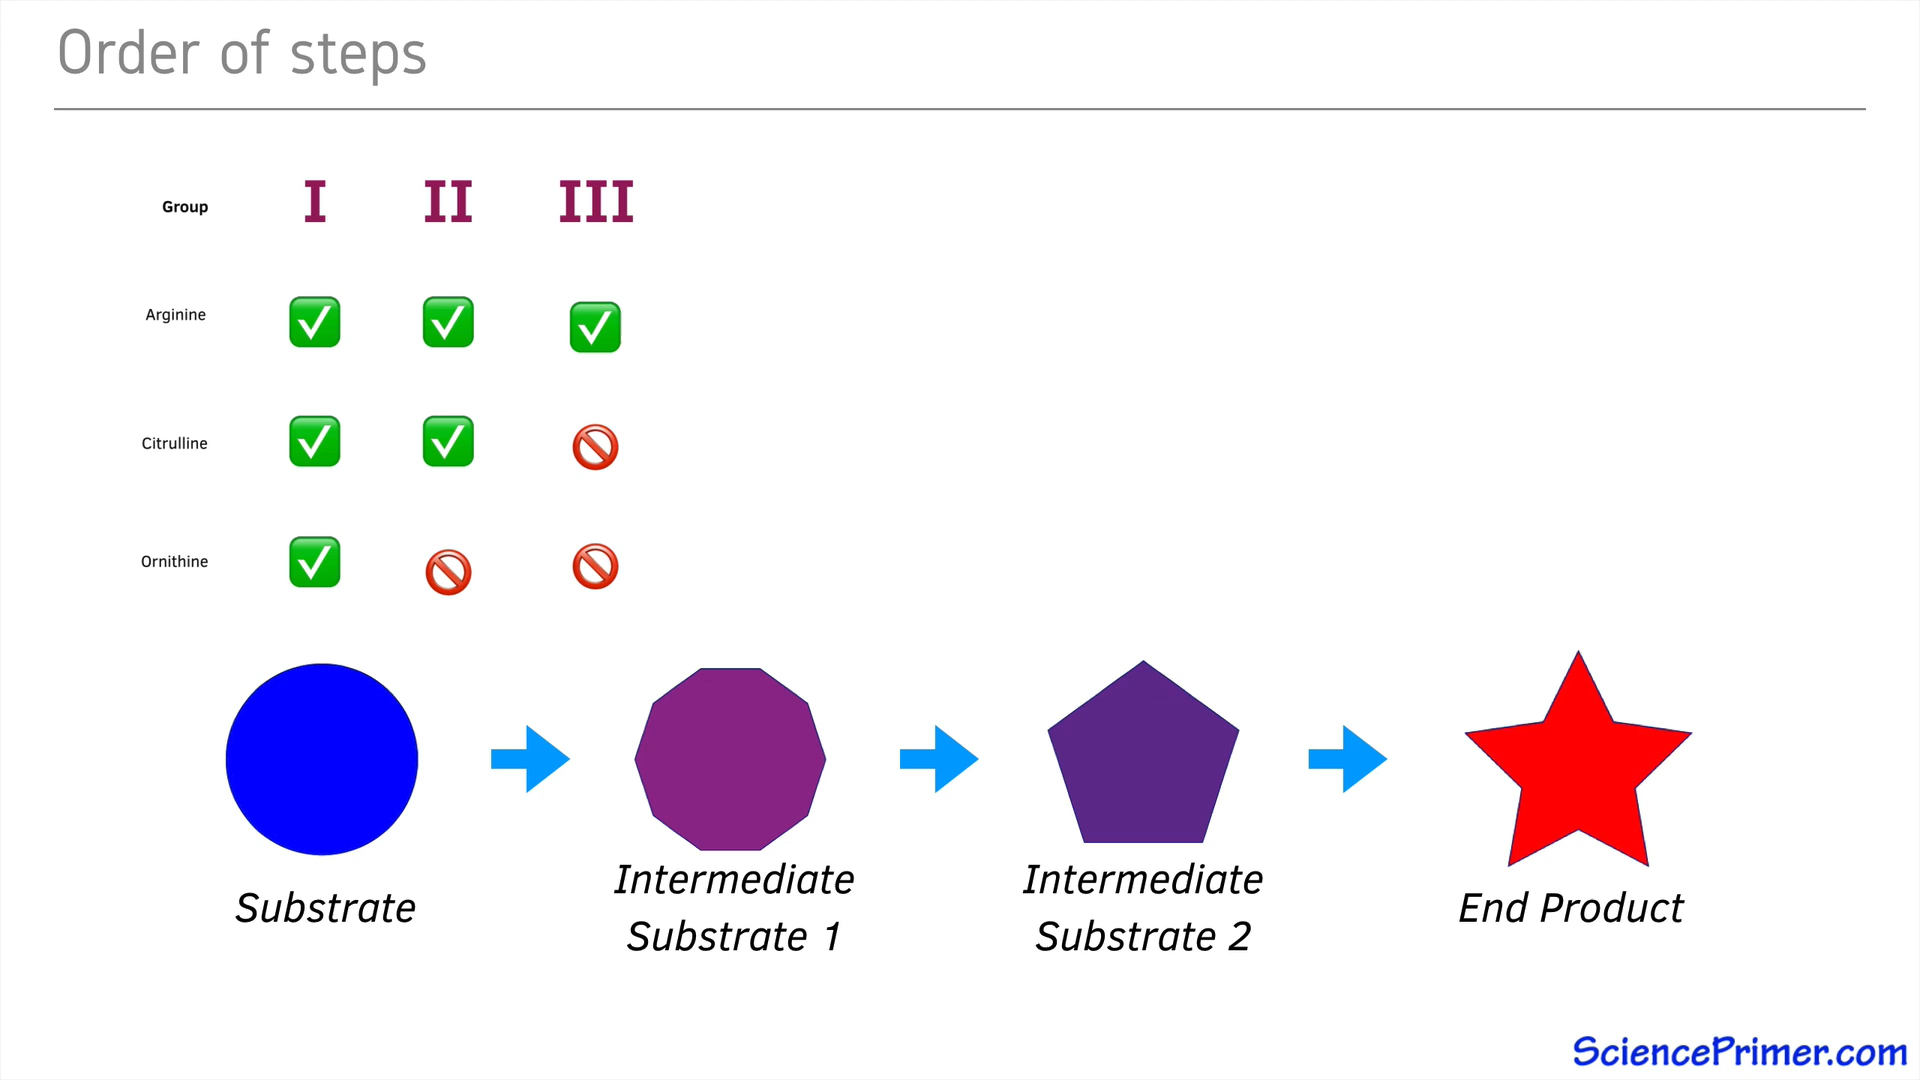 Order of steps
Group I II III
Arginine
Citrulline
Ornithine
Substrate
Intermediate
Substrate 1
Intermediate
Substrate 2
End Product
SciencePrimer.com